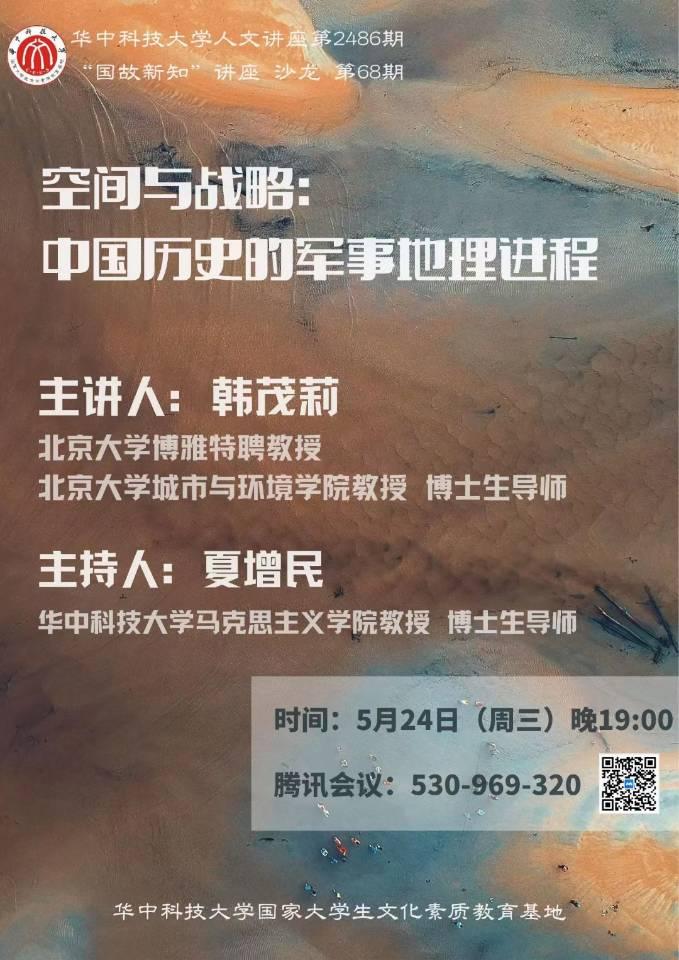 华中科技大学人文讲座第2486期
“国故新知”讲座 沙龙 第68期
空间与战略：
中国历史的军事地理进程
主讲人：韩茂莉
北京大学博雅特聘教授
北京大学城市与环境学院教授 博士生导师
主持人：夏增民
华中科技大学马克思主义学院教授 博士生导师
时间：5月24日（周三）晚19:00
腾讯会议：530-969-320
华中科技大学国家大学生文化素质教育基地